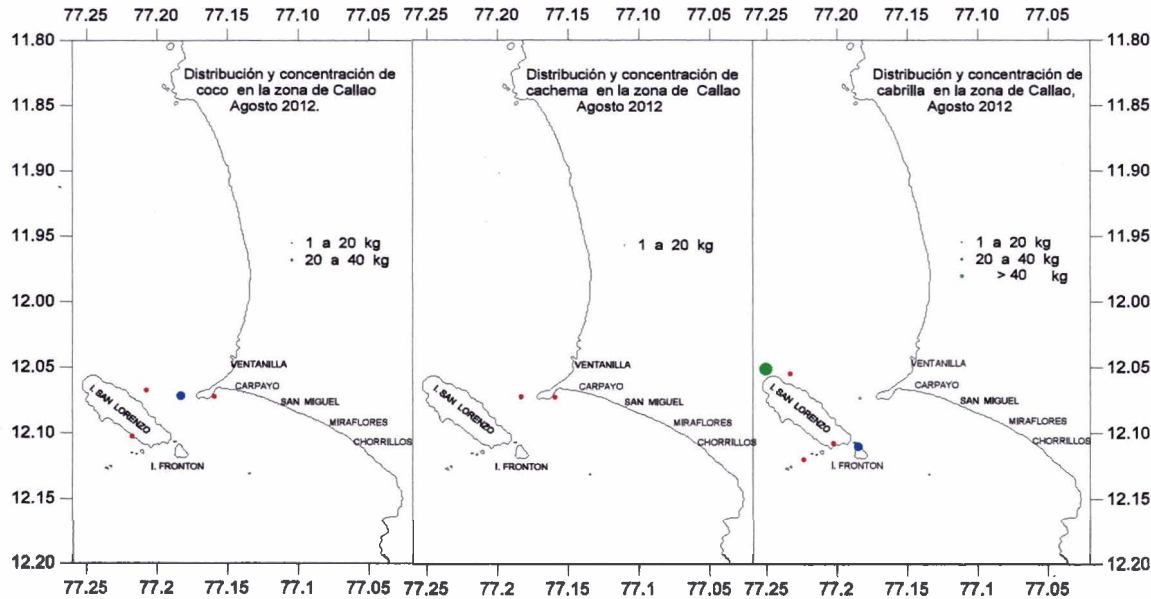 77.25 77.2 77.15 77.1 77.05 77.25 77.2 77.15 77.1 77.05 77.25 77.2 77.15 77.1 77.05
11.80
11.85
11.90
11.95
12.00
12.05
12.10
12.15
12.20
Distribución y concentración de
coco en la zona de Callao
Agosto 2012.
1 a 20 kg
20 a 40 kg
VENTANILLA
CARPAYO
SAN MIGUEL
MIRAFLORES
CHORRILLOS
I. SAN LORENZO
I. FRONTON
Distribución y concentración de
cachema en la zona de Callao
Agosto 2012
1 a 20 kg
VENTANILLA
CARPAYO
SAN MIGUEL
MIRAFLORES
CHORRILLOS
I. SAN LORENZO
I. FRONTON
Distribución y concentración de
cabrilla en la zona de Callao,
Agosto 2012
1 a 20 kg
20 a 40 kg
> 40 kg
VENTANILLA
CARPAYO
SAN MIGUEL
MIRAFLORES
CHORRILLOS
I. SAN LORENZO
I. FRONTON
11.80
11.85
11.90
11.95
12.00
12.05
12.10
12.15
12.20
77.25 77.2 77.15 77.1 77.05 77.25 77.2 77.15 77.1 77.05 77.25 77.2 77.15 77.1 77.05